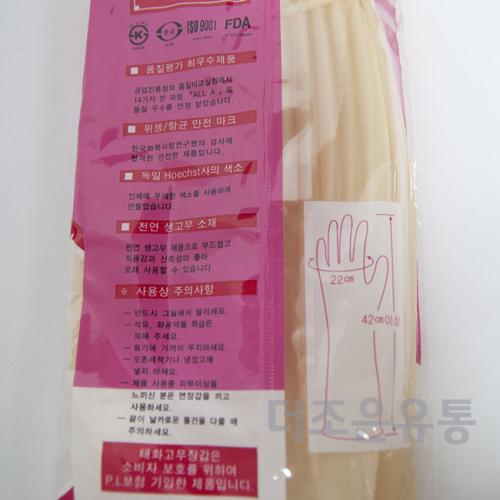 ISO 9001 FDA
■ 품질평가 최우수제품
공업진흥청의 품질비교실험에서
14가지 전 과정 『ALL A』로
품질 우수를 인정 받았습니다.
■ 위생/항균 안전 마크
한국화학시험연구원의 검사에
합격한 안전한 제품입니다.
■ 독일 Hoechst사의 색소
인체에 무해한 색소를 사용하여
만들었습니다.
■ 천연 생고무 소재
천연 생고무 제품으로 부드럽고
착용감과 신축성이 좋아
오래 사용할 수 있습니다.
※ 사용상 주의사항
— 반드시 그늘에서 말리세요.
— 석유, 화공약품 취급은
피해 주세요.
— 화기에 가까이 두지마세요.
— 오존세척기나 냉장고에
넣지 마세요.
— 제품 사용중 피부이상을
느끼신 분은 면장갑을 끼고
사용하세요.
— 끝이 날카로운 물건을 다룰 때
주의하세요.
태화고무장갑은
소비자 보호를 위하여
P.L보험 가입한 제품입니다.
22㎝
42㎝이상
더조은유통